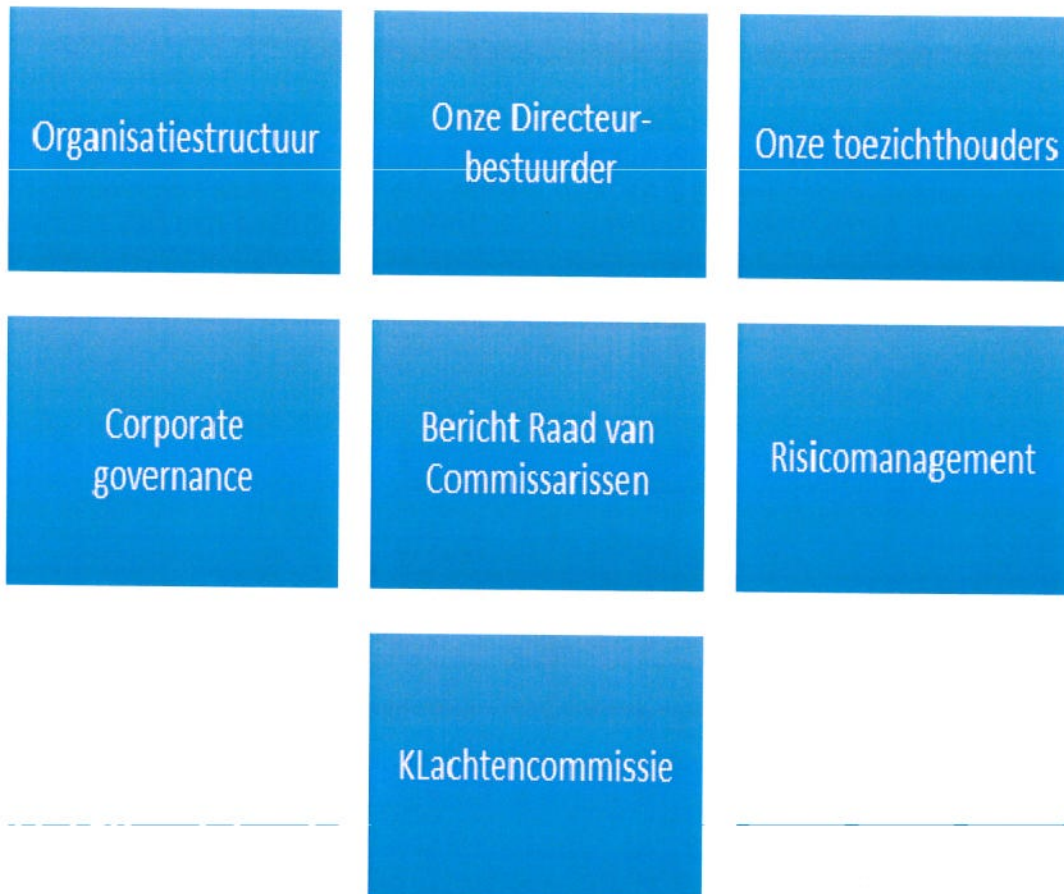 Organisatiestructuur
Onze Directeur-
bestuurder
Onze toezichthouders
Corporate
governance
Bericht Raad van
Commissarissen
Risicomanagement
KLachtencommissie